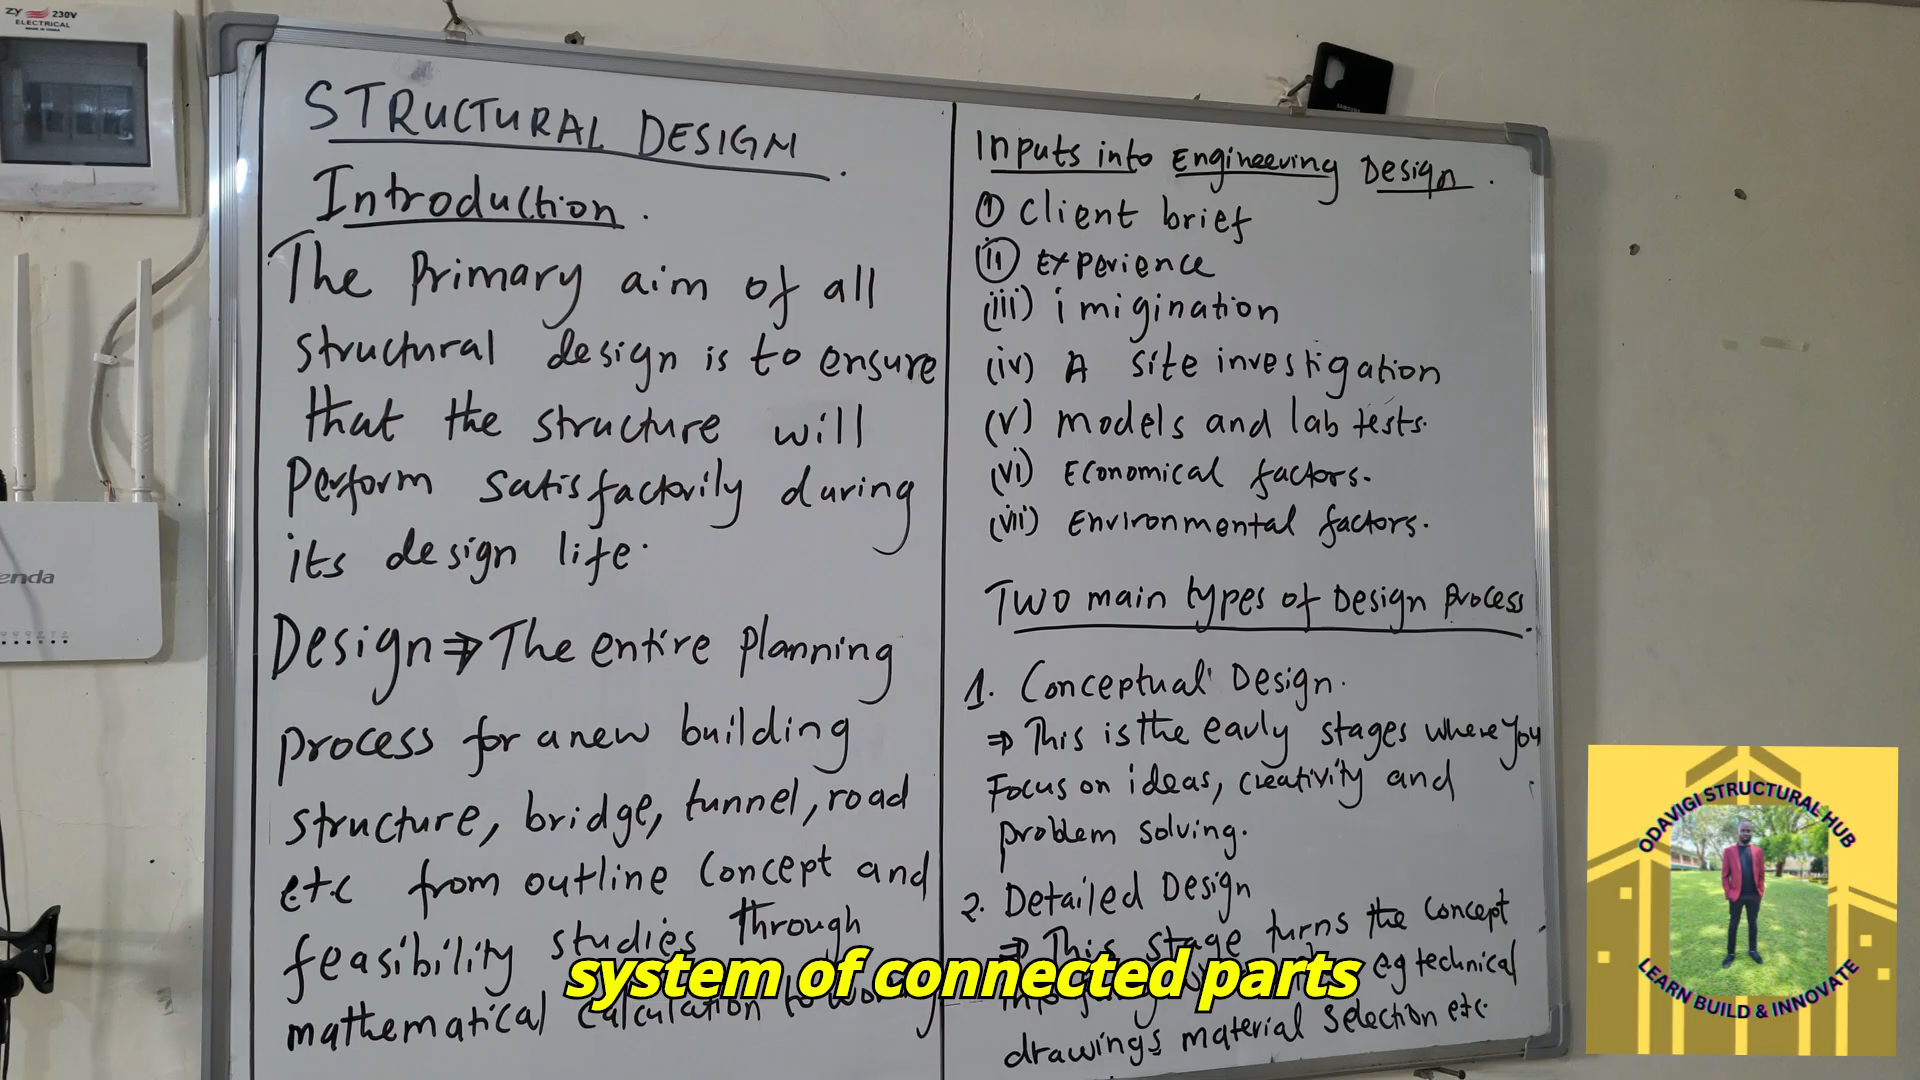 ZY 230V
ELECTRICAL
STRUCTURAL DESIGN.
Introduction.
The Primary aim of all
structural design is to ensure
that the structure will
Perform satisfactorily during
its design life.
Design ⇒ The entire planning
process for a new building
structure, bridge, tunnel, road
etc from outline concept and
feasibility studies through
mathematical calculation to
Inputs into Engineering Design.
(i) Client brief
(ii) Experience
(iii) imigination
(iv) A site investigation
(v) models and lab tests.
(vi) Economical factors.
(vii) Environmental factors.
Two main types of Design process.
1. Conceptual Design.
⇒ This is the early stages where you
Focus on ideas, creativity and
problem solving.
2. Detailed Design
⇒ This stage turns the concept
eg technical
drawings material selection etc.
system of connected parts
SAMSUNG
enda
ODAVIGI STRUCTURAL HUB
LEARN BUILD & INNOVATE